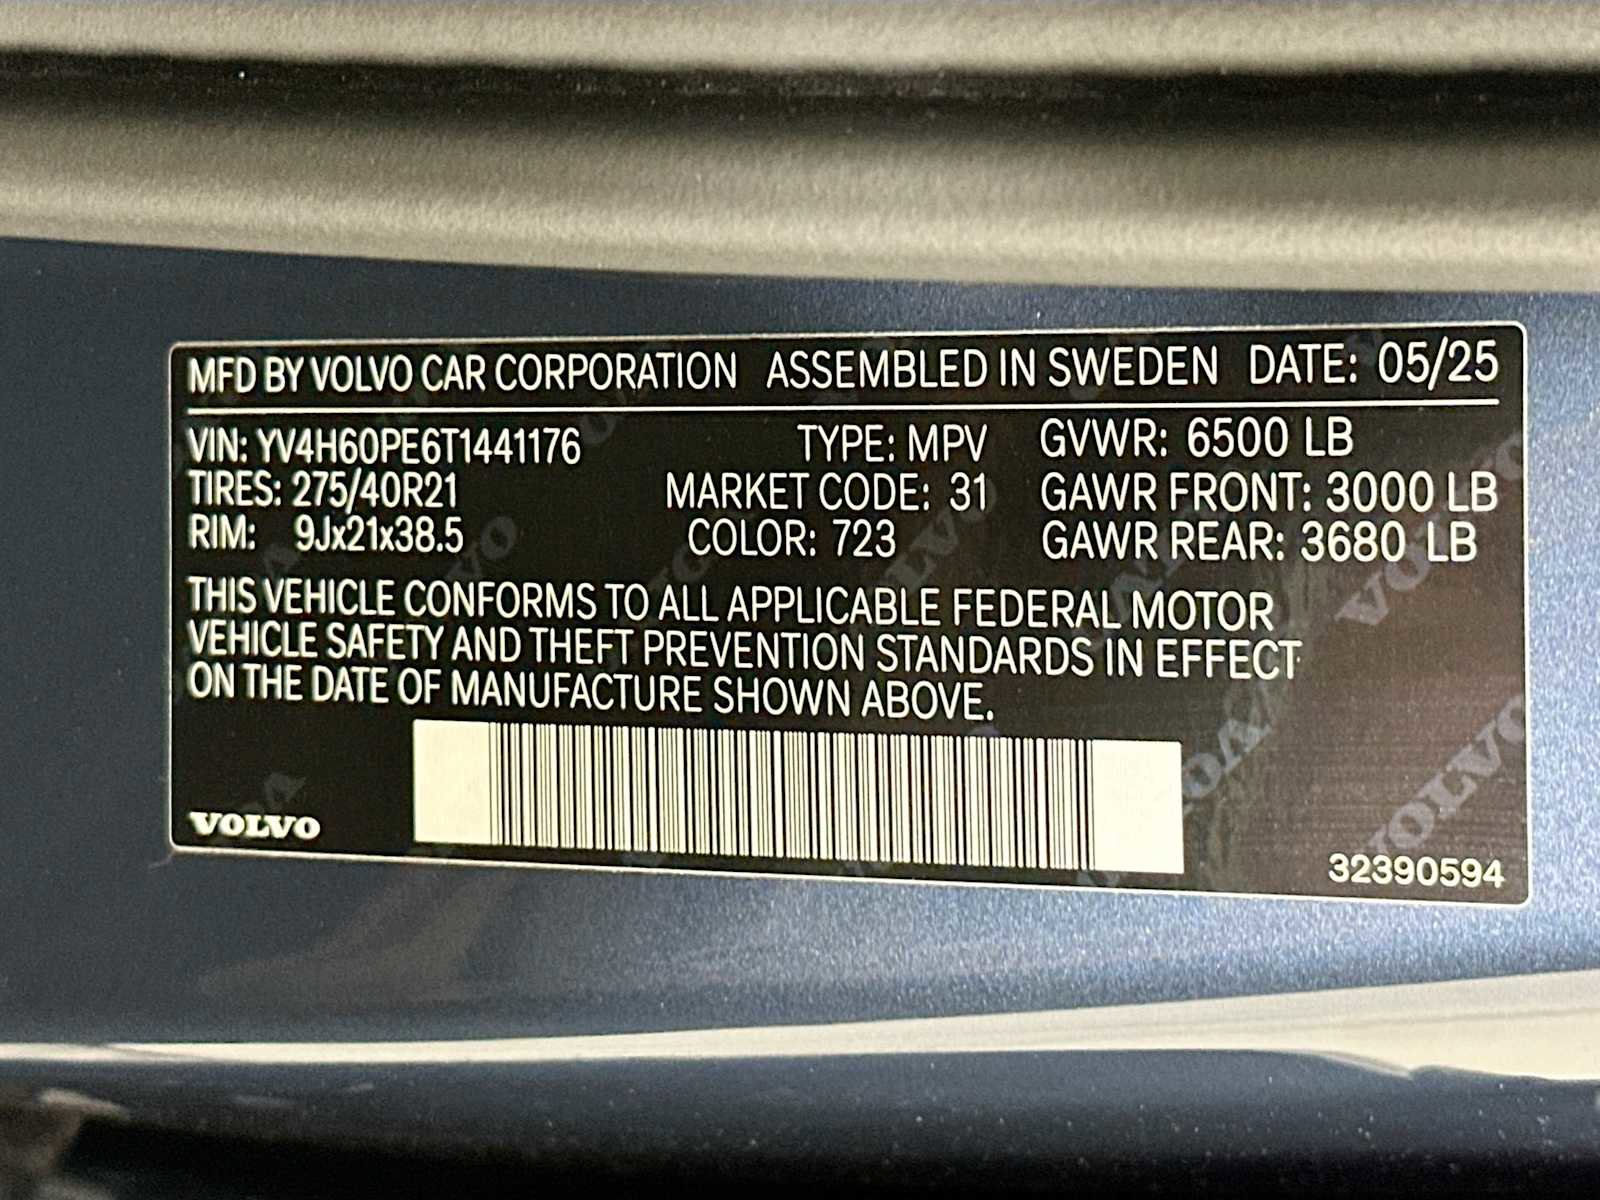 MFD BY VOLVO CAR CORPORATION ASSEMBLED IN SWEDEN DATE: 05/25
VIN: YV4H60PE6T1441176 TYPE: MPV GVWR: 6500 LB
TIRES: 275/40R21 MARKET CODE: 31 GAWR FRONT: 3000 LB
RIM: 9Jx21x38.5 COLOR: 723 GAWR REAR: 3680 LB
THIS VEHICLE CONFORMS TO ALL APPLICABLE FEDERAL MOTOR
VEHICLE SAFETY AND THEFT PREVENTION STANDARDS IN EFFECT
ON THE DATE OF MANUFACTURE SHOWN ABOVE.
VOLVO
32390594